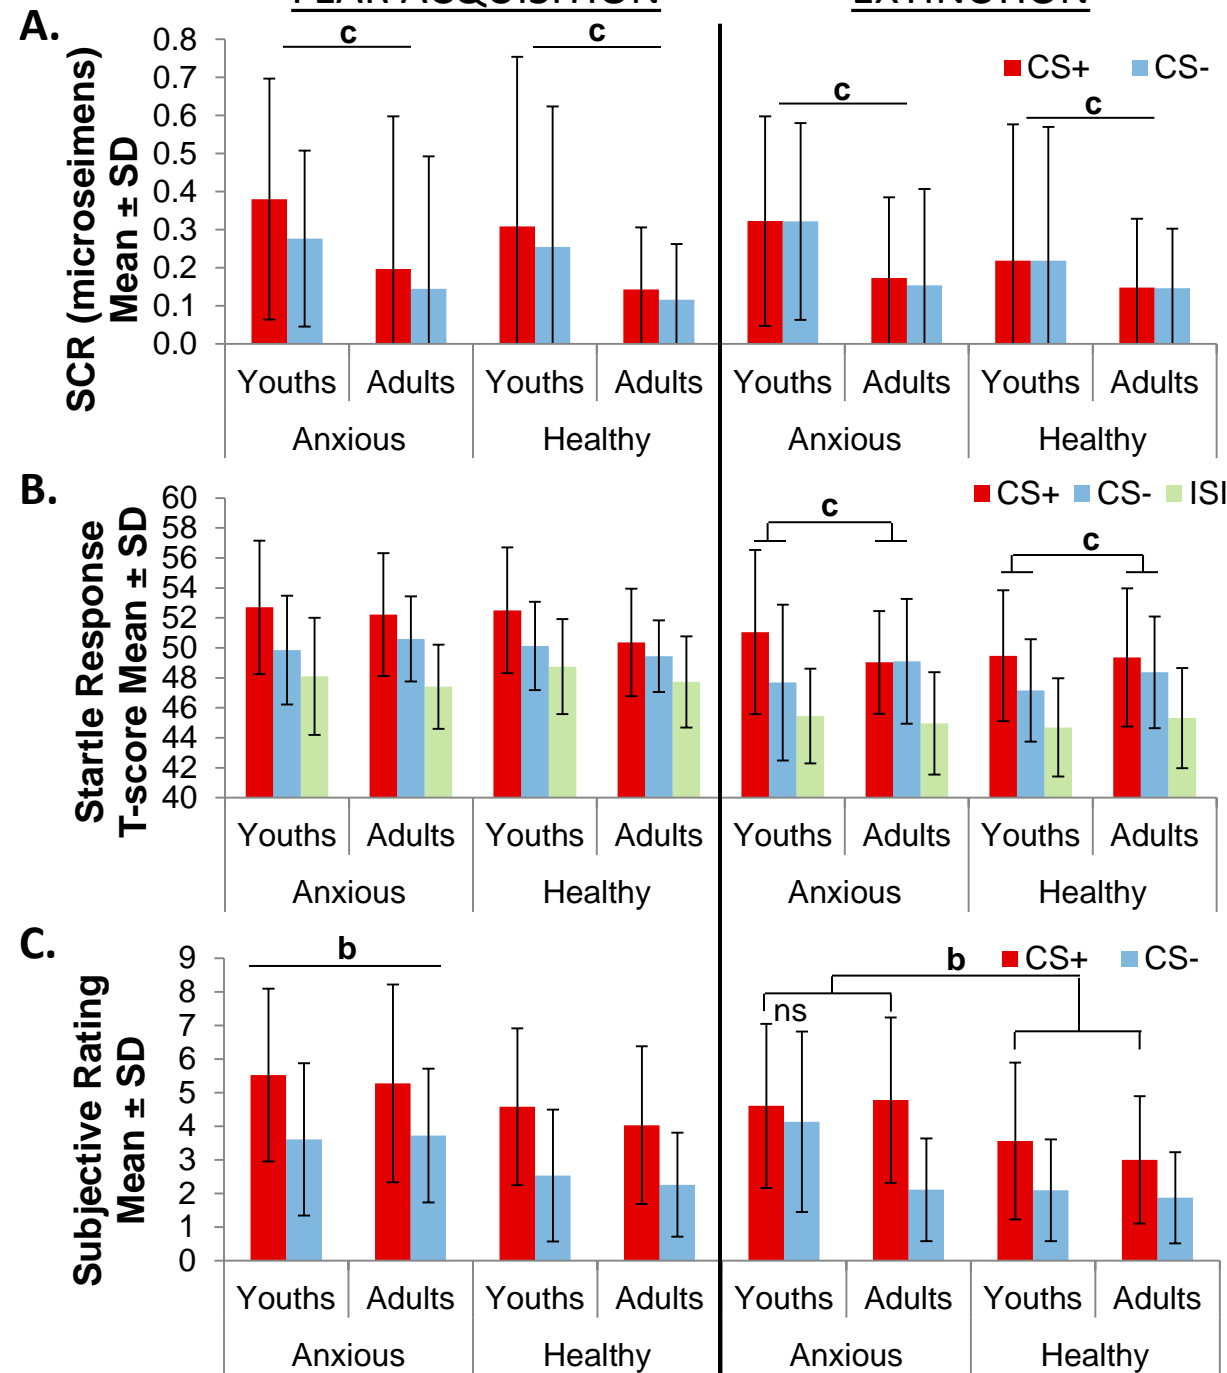 FEAR ACQUISITION EXTINCTION
A.
SCR (microseimens)
Mean ± SD
0.8
0.7
0.6
0.5
0.4
0.3
0.2
0.1
0.0
c c c c
CS+ CS-
Youths Adults Youths Adults Youths Adults Youths Adults
Anxious Healthy Anxious Healthy
B.
Startle Response
T-score Mean ± SD
60
58
56
54
52
50
48
46
44
42
40
CS+ CS- ISI
c c
Youths Adults Youths Adults Youths Adults Youths Adults
Anxious Healthy Anxious Healthy
C.
Subjective Rating
Mean ± SD
9
8
7
6
5
4
3
2
1
0
b b
CS+ CS-
ns
Youths Adults Youths Adults Youths Adults Youths Adults
Anxious Healthy Anxious Healthy